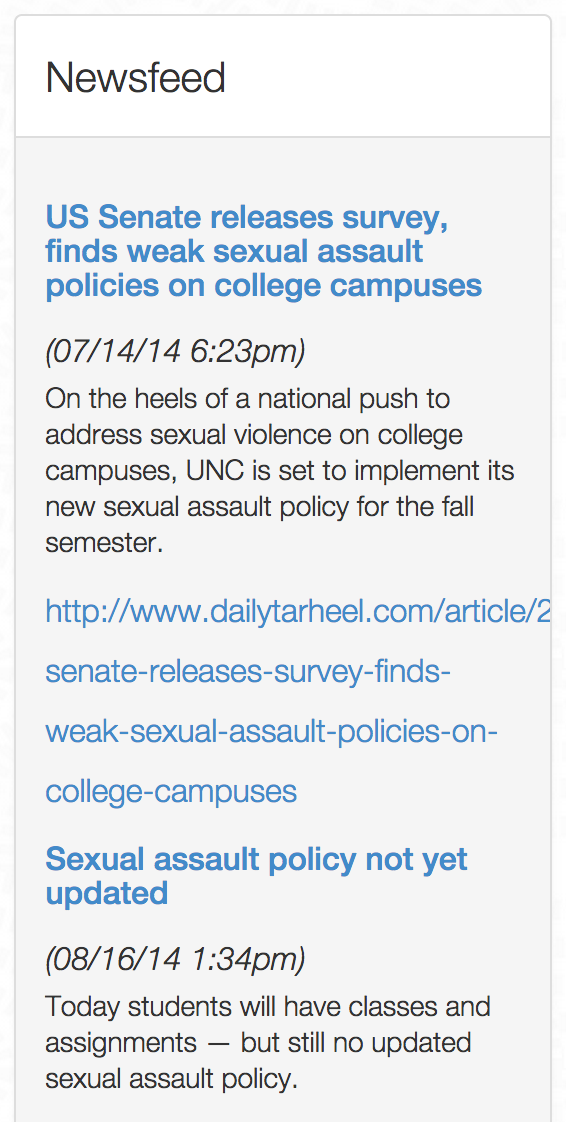 Newsfeed
US Senate releases survey,
finds weak sexual assault
policies on college campuses
(07/14/14 6:23pm)
On the heels of a national push to
address sexual violence on college
campuses, UNC is set to implement its
new sexual assault policy for the fall
semester.
http://www.dailytarheel.com/article/2
senate-releases-survey-finds-
weak-sexual-assault-policies-on-
college-campuses
Sexual assault policy not yet
updated
(08/16/14 1:34pm)
Today students will have classes and
assignments — but still no updated
sexual assault policy.